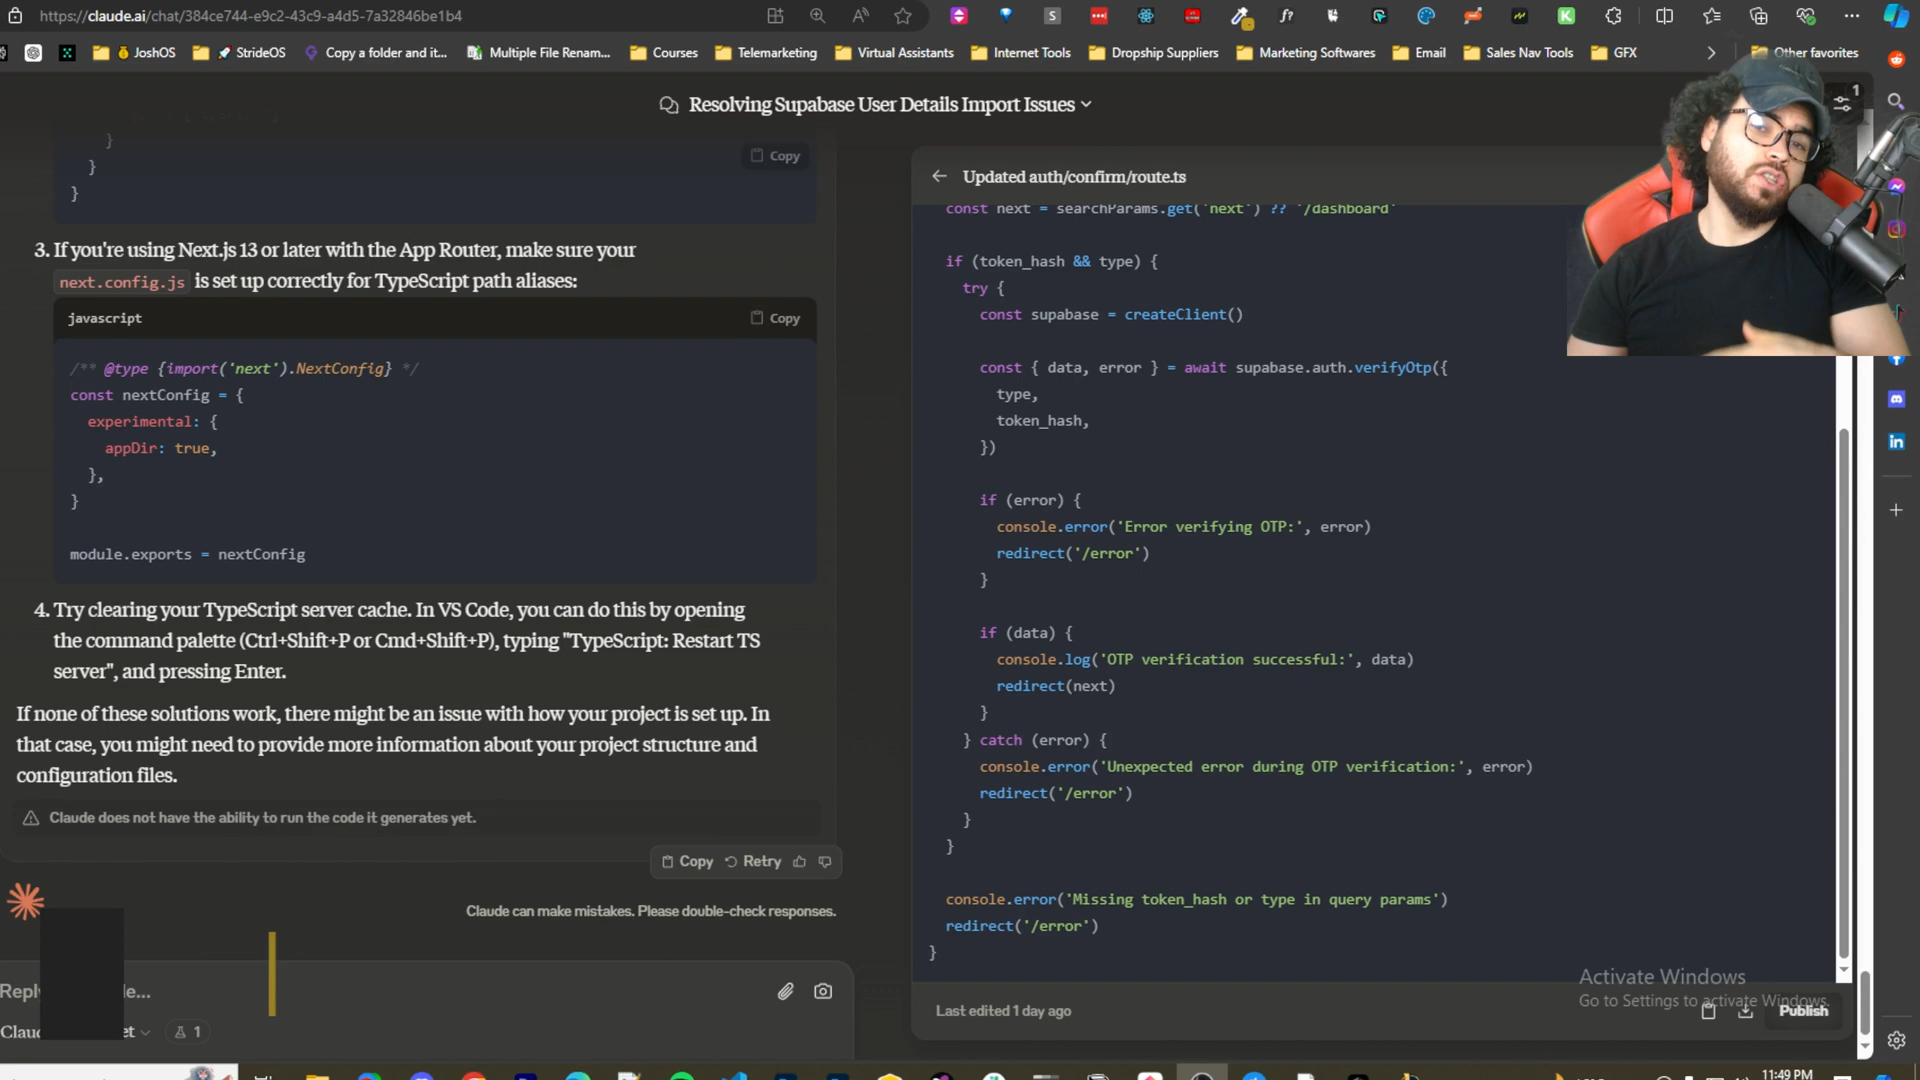 https://claude.ai/chat/384ce744-e9c2-43c9-a4d5-7a32846be1b4
JoshOS
StrideOS
Copy a folder and it...
Multiple File Renam...
Courses
Telemarketing
Virtual Assistants
Internet Tools
Dropship Suppliers
Marketing Softwares
Email
Sales Nav Tools
GFX
Other favorites
Resolving Supabase User Details Import Issues
1
}
}
}
Copy
3. If you're using Next.js 13 or later with the App Router, make sure your
next.config.js is set up correctly for TypeScript path aliases:
javascript
Copy
/** @type {import('next').NextConfig} */
const nextConfig = {
experimental: {
appDir: true,
},
}
module.exports = nextConfig
4. Try clearing your TypeScript server cache. In VS Code, you can do this by opening
the command palette (Ctrl+Shift+P or Cmd+Shift+P), typing "TypeScript: Restart TS
server", and pressing Enter.
If none of these solutions work, there might be an issue with how your project is set up. In
that case, you might need to provide more information about your project structure and
configuration files.
Claude does not have the ability to run the code it generates yet.
Copy
Retry
Claude can make mistakes. Please double-check responses.
1
Updated auth/confirm/route.ts
const next = searchParams.get('next') ?? '/dashboard'
if (token_hash && type) {
try {
const supabase = createClient()
const { data, error } = await supabase.auth.verifyOtp({
type,
token_hash,
})
if (error) {
console.error('Error verifying OTP:', error)
redirect('/error')
}
if (data) {
console.log('OTP verification successful:', data)
redirect(next)
}
} catch (error) {
console.error('Unexpected error during OTP verification:', error)
redirect('/error')
}
}
console.error('Missing token_hash or type in query params')
redirect('/error')
}
Activate Windows
Go to Settings to activate Windows.
Last edited 1 day ago
Publish
11:49 PM